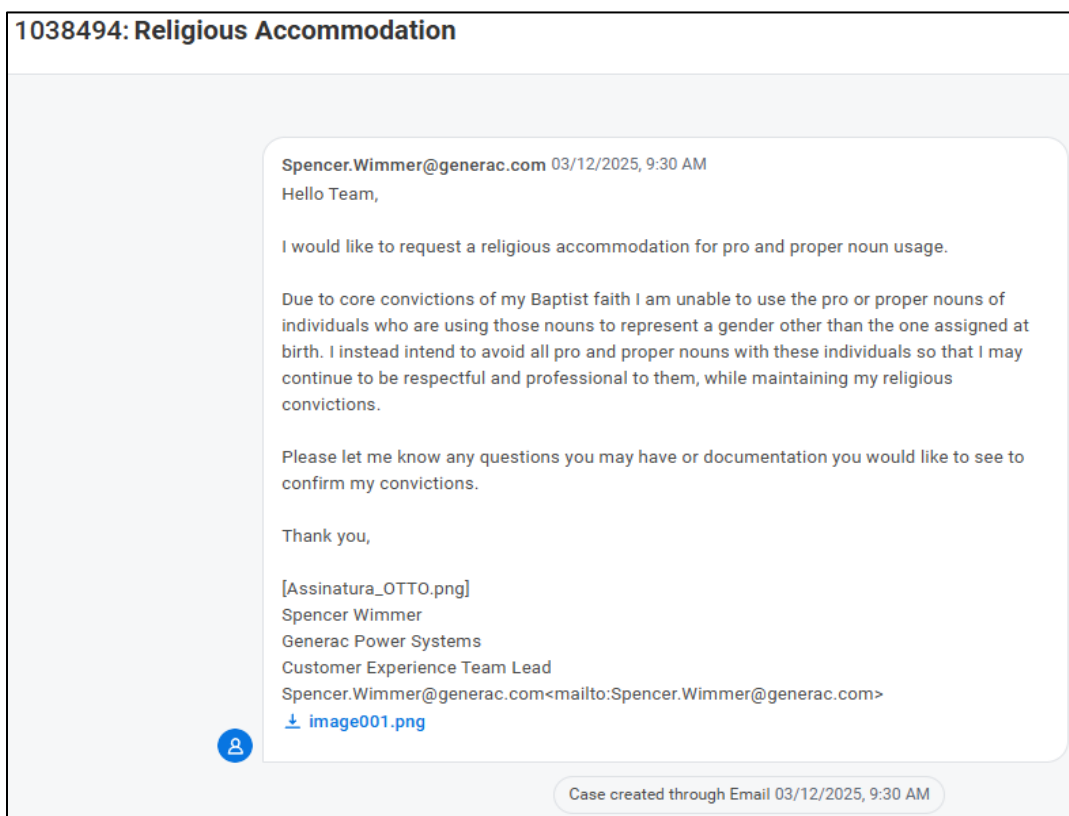 1038494: Religious Accommodation
Spencer.Wimmer@generac.com 03/12/2025, 9:30 AM
Hello Team,
I would like to request a religious accommodation for pro and proper noun usage.
Due to core convictions of my Baptist faith I am unable to use the pro or proper nouns of
individuals who are using those nouns to represent a gender other than the one assigned at
birth. I instead intend to avoid all pro and proper nouns with these individuals so that I may
continue to be respectful and professional to them, while maintaining my religious
convictions.
Please let me know any questions you may have or documentation you would like to see to
confirm my convictions.
Thank you,
[Assinatura_OTTO.png]
Spencer Wimmer
Generac Power Systems
Customer Experience Team Lead
Spencer.Wimmer@generac.com<mailto:Spencer.Wimmer@generac.com>
image001.png
Case created through Email 03/12/2025, 9:30 AM